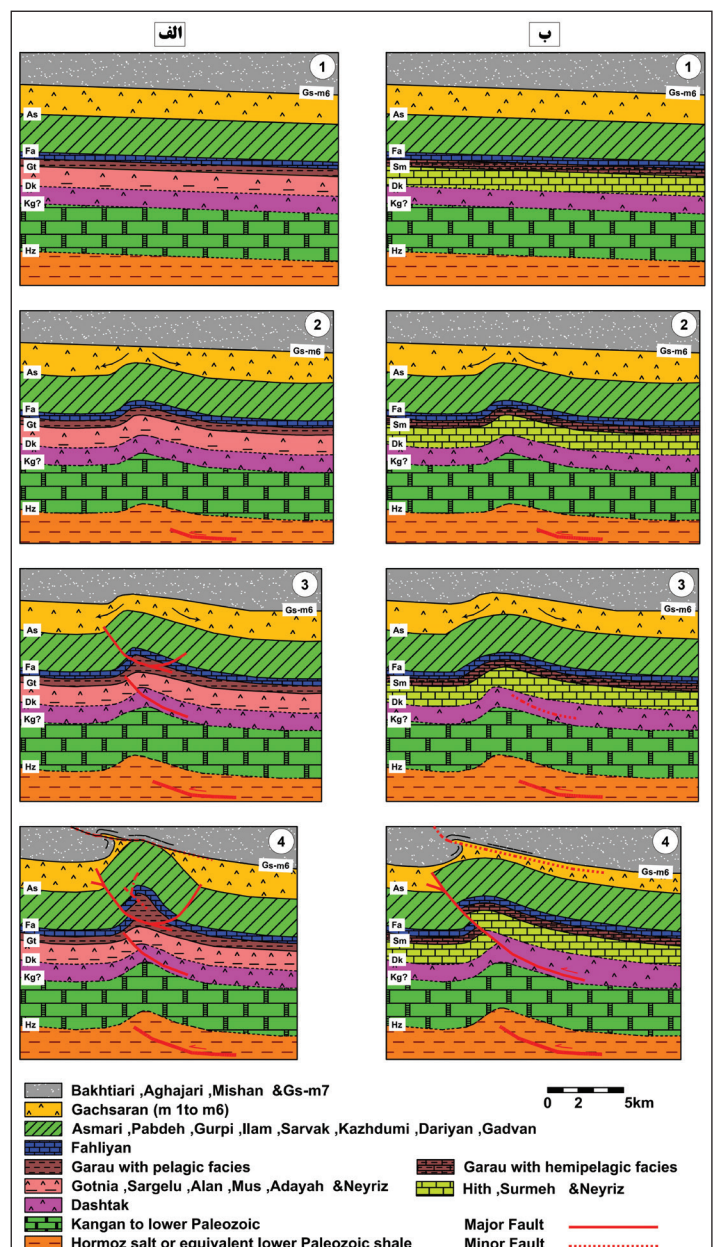 الف
ب
1
Gs-m6
As
Fa
Gt
Dk
Kg?
Hz
1
Gs-m6
As
Fa
Sm
Dk
Kg?
Hz
2
Gs-m6
As
Fa
Gt
Dk
Kg?
Hz
2
Gs-m6
As
Fa
Sm
Dk
Kg?
Hz
3
Gs-m6
As
Fa
Gt
Dk
Kg?
Hz
3
Gs-m6
As
Fa
Sm
Dk
Kg?
Hz
4
Gs-m6
As
Fa
Gt
Dk
Kg?
Hz
4
Gs-m6
As
Fa
Sm
Dk
Kg?
Hz
Bakhtiari ,Aghajari ,Mishan &Gs-m7
Gachsaran (m 1to m6)
0 2 5km
Asmari ,Pabdeh ,Gurpi ,Ilam ,Sarvak ,Kazhdumi ,Dariyan ,Gadvan
Fahliyan
Garau with pelagic facies
Garau with hemipelagic facies
Gotnia ,Sargelu ,Alan ,Mus ,Adayah &Neyriz
Hith ,Surmeh &Neyriz
Dashtak
Kangan to lower Paleozoic
Major Fault
Hormoz salt or equivalent lower Paleozoic shale
Minor Fault